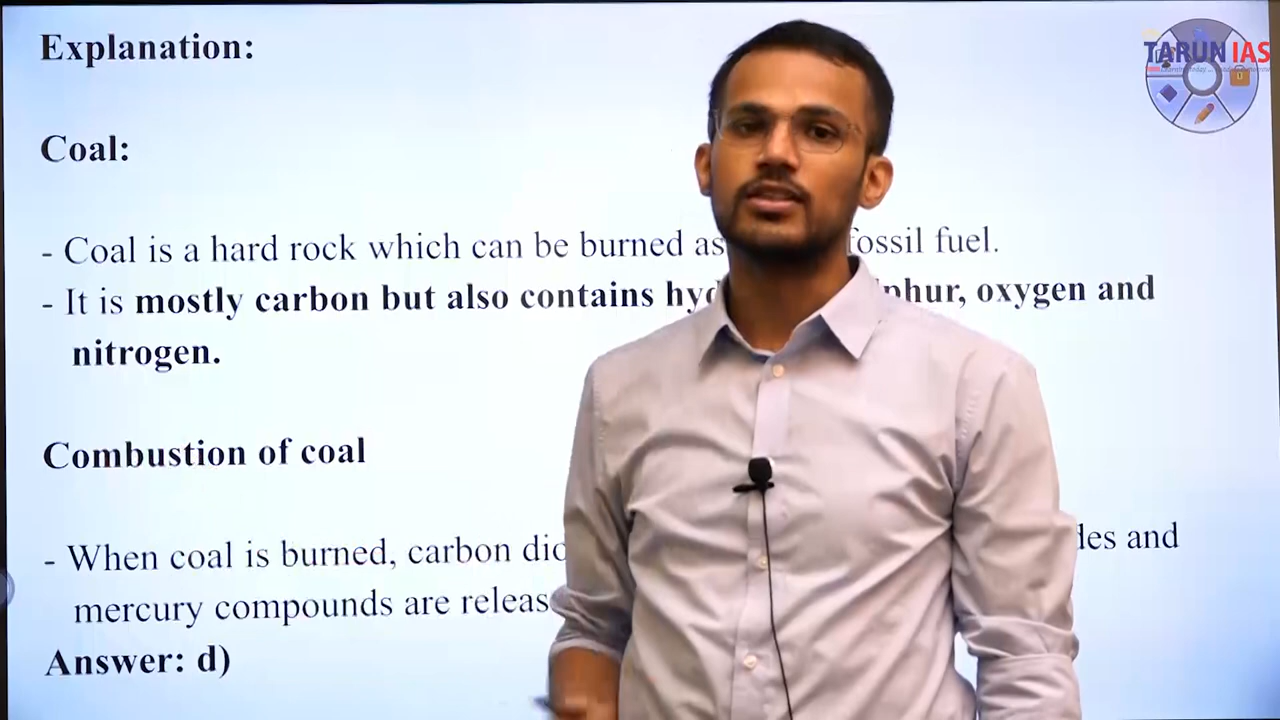 Explanation:
TARUN IAS
Coal:
- Coal is a hard rock which can be burned as fossil fuel.
- It is mostly carbon but also contains hyd phur, oxygen and
nitrogen.
Combustion of coal
- When coal is burned, carbon dio des and
mercury compounds are releas
Answer: d)